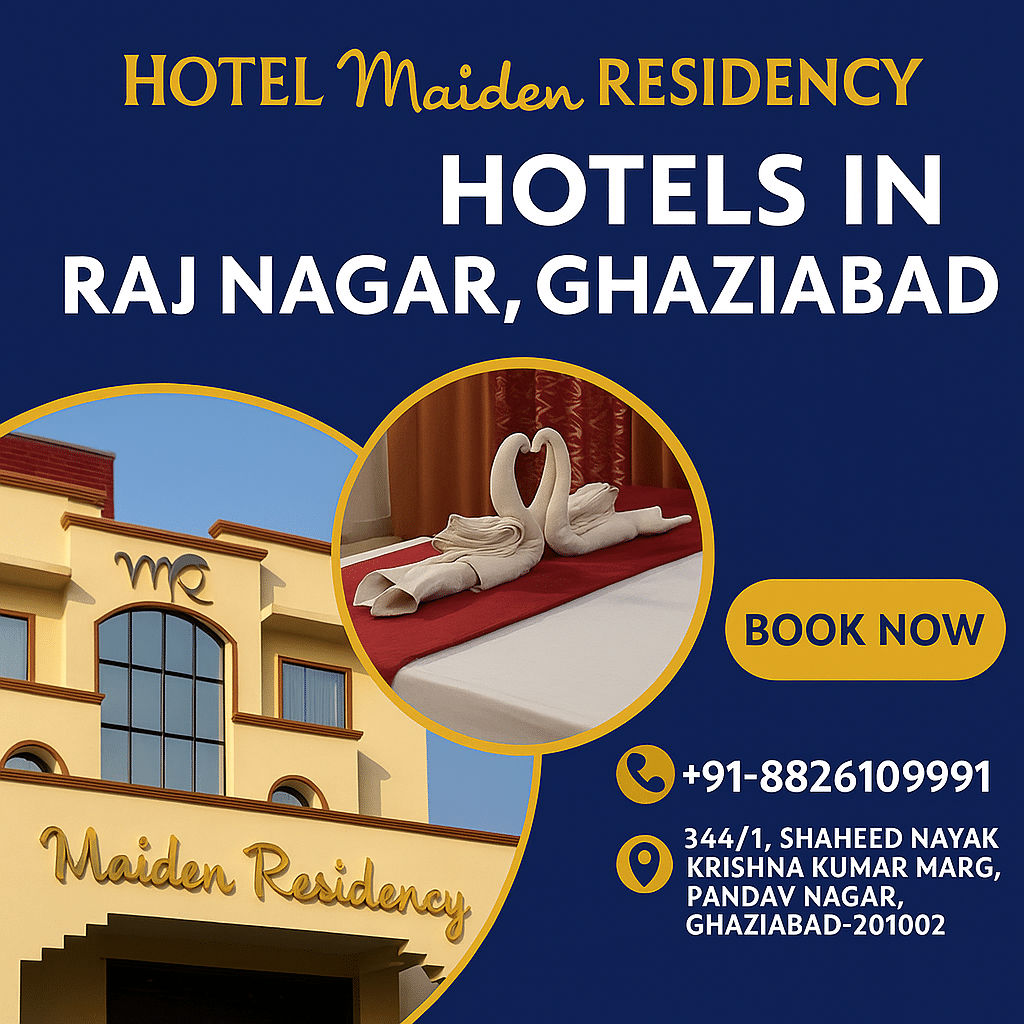 HOTEL Maiden RESIDENCY
HOTELS IN
RAJ NAGAR, GHAZIABAD
MR
Maiden Residency
BOOK NOW
+91-8826109991
344/1, SHAHEED NAYAK
KRISHNA KUMAR MARG,
PANDAV NAGAR,
GHAZIABAD-201002